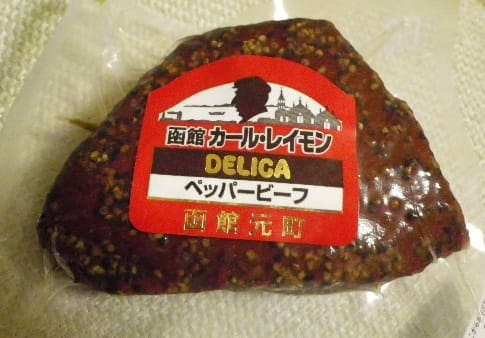 函館カール・レイモン
DELICA
ペッパービーフ
函館元町